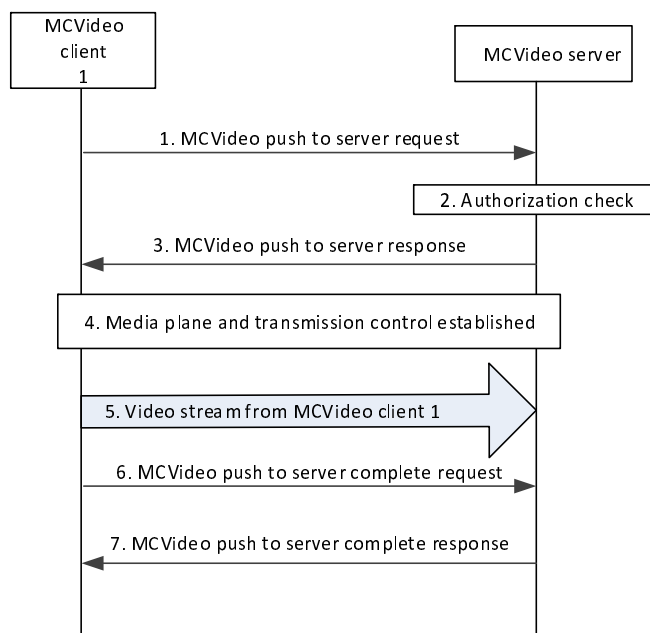 MCVideo
client
1
MCVideo server
1. MCVideo push to server request
2. Authorization check
3. MCVideo push to server response
4. Media plane and transmission control established
5. Video stream from MCVideo client 1
6. MCVideo push to server complete request
7. MCVideo push to server complete response